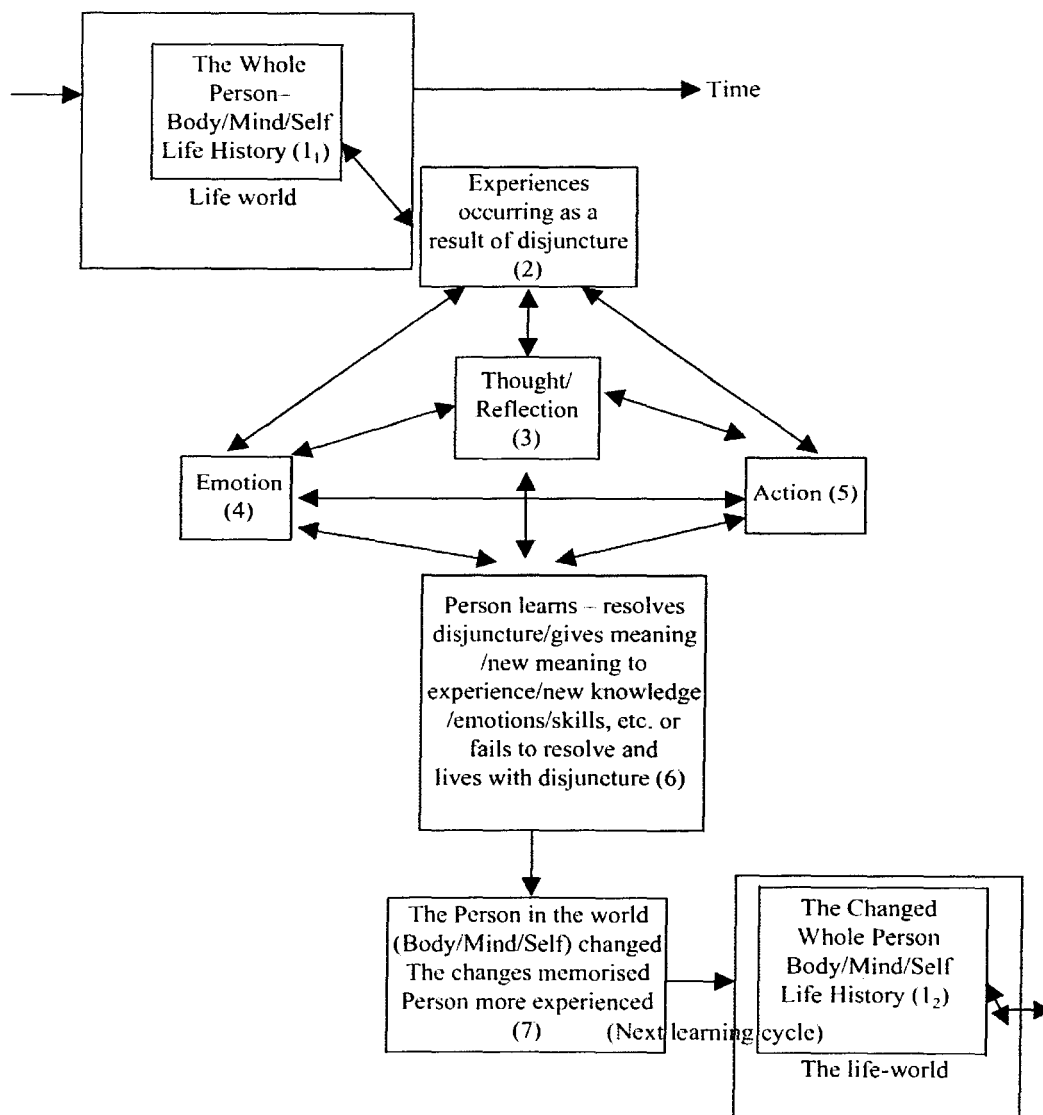 The Whole
Person–
Body/Mind/Self
Life History (1₁)
Life world
Time
Experiences
occurring as a
result of disjuncture
(2)
Thought/
Reflection
(3)
Emotion
(4)
Action (5)
Person learns – resolves
disjuncture/gives meaning
/new meaning to
experience/new knowledge
/emotions/skills, etc. or
fails to resolve and
lives with disjuncture (6)
The Person in the world
(Body/Mind/Self) changed
The changes memorised
Person more experienced
(7)
(Next learning cycle)
The Changed
Whole Person
Body/Mind/Self
Life History (1₂)
The life-world